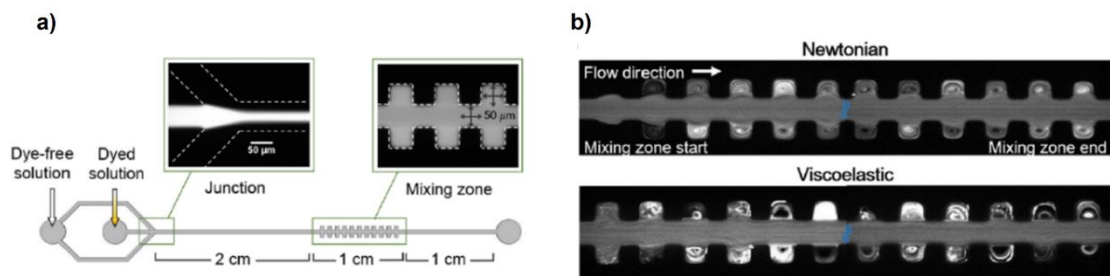 a)
Dye-free
solution
Dyed
solution
50 µm
Junction
50 µm
Mixing zone
2 cm
1 cm
1 cm
b)
Newtonian
Flow direction
Mixing zone start
Mixing zone end
Viscoelastic